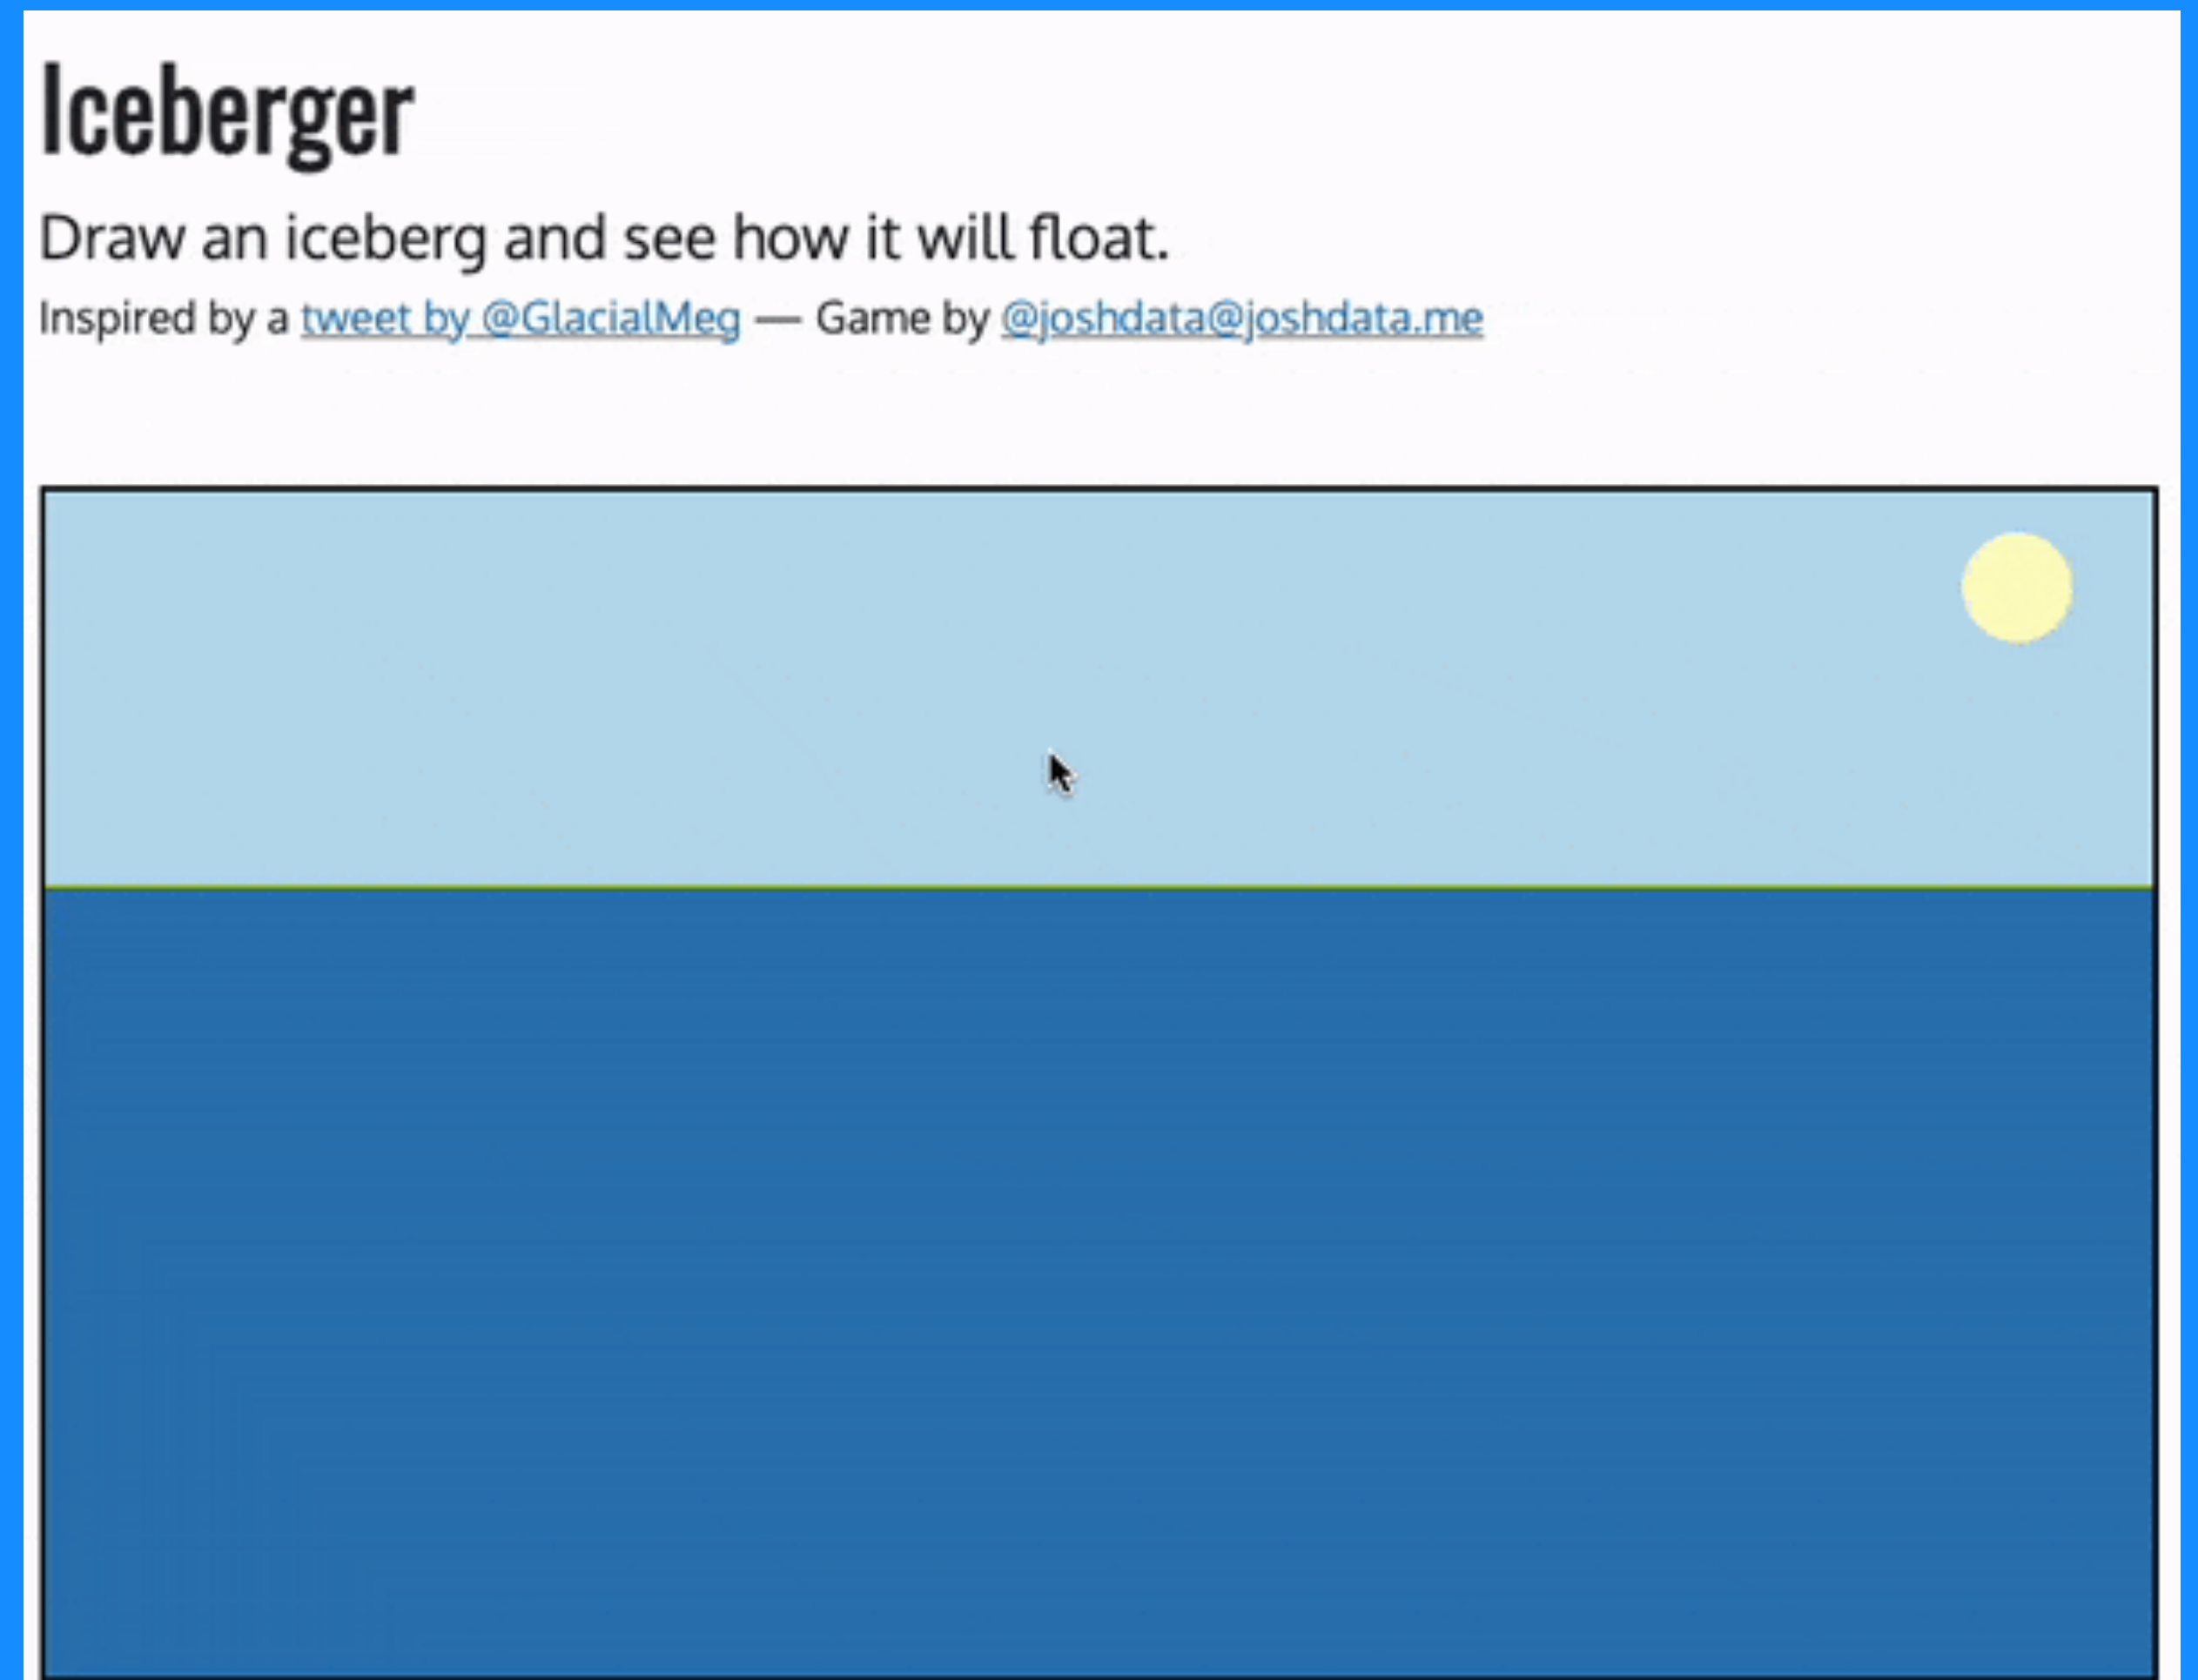 Iceberger
Draw an iceberg and see how it will float.
Inspired by a tweet by @GlacialMeg — Game by @joshdata@joshdata.me